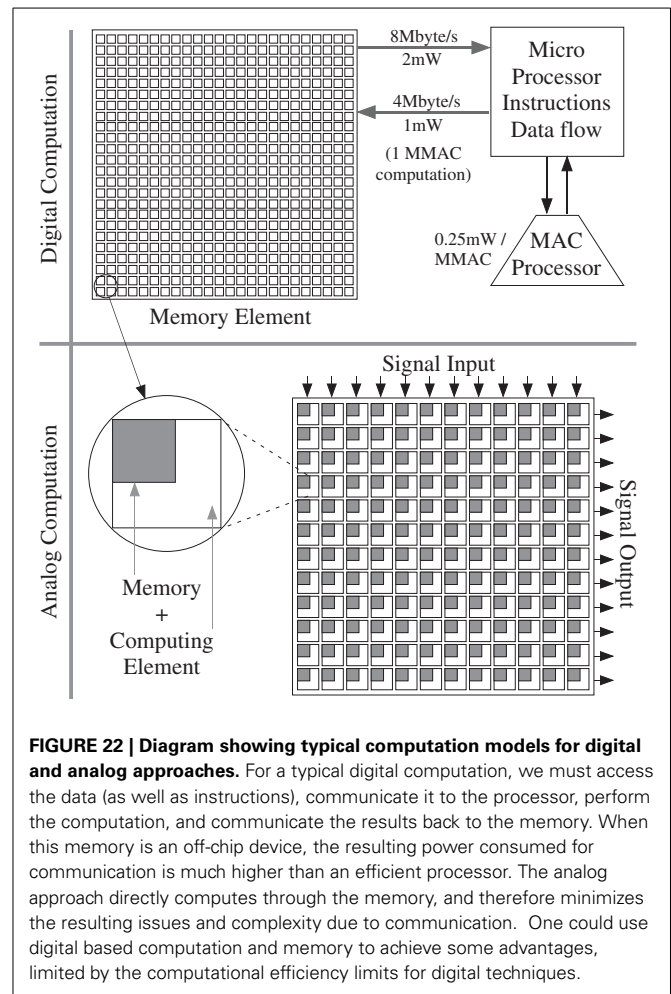 Digital Computation
8Mbyte/s
2mW
4Mbyte/s
1mW
(1 MMAC
computation)
Micro
Processor
Instructions
Data flow
0.25mW /
MMAC
MAC
Processor
Memory Element
Analog Computation
Signal Input
Signal Output
Memory
+
Computing
Element
FIGURE 22 | Diagram showing typical computation models for digital
and analog approaches. For a typical digital computation, we must access
the data (as well as instructions), communicate it to the processor, perform
the computation, and communicate the results back to the memory. When
this memory is an off-chip device, the resulting power consumed for
communication is much higher than an efficient processor. The analog
approach directly computes through the memory, and therefore minimizes
the resulting issues and complexity due to communication. One could use
digital based computation and memory to achieve some advantages,
limited by the computational efficiency limits for digital techniques.